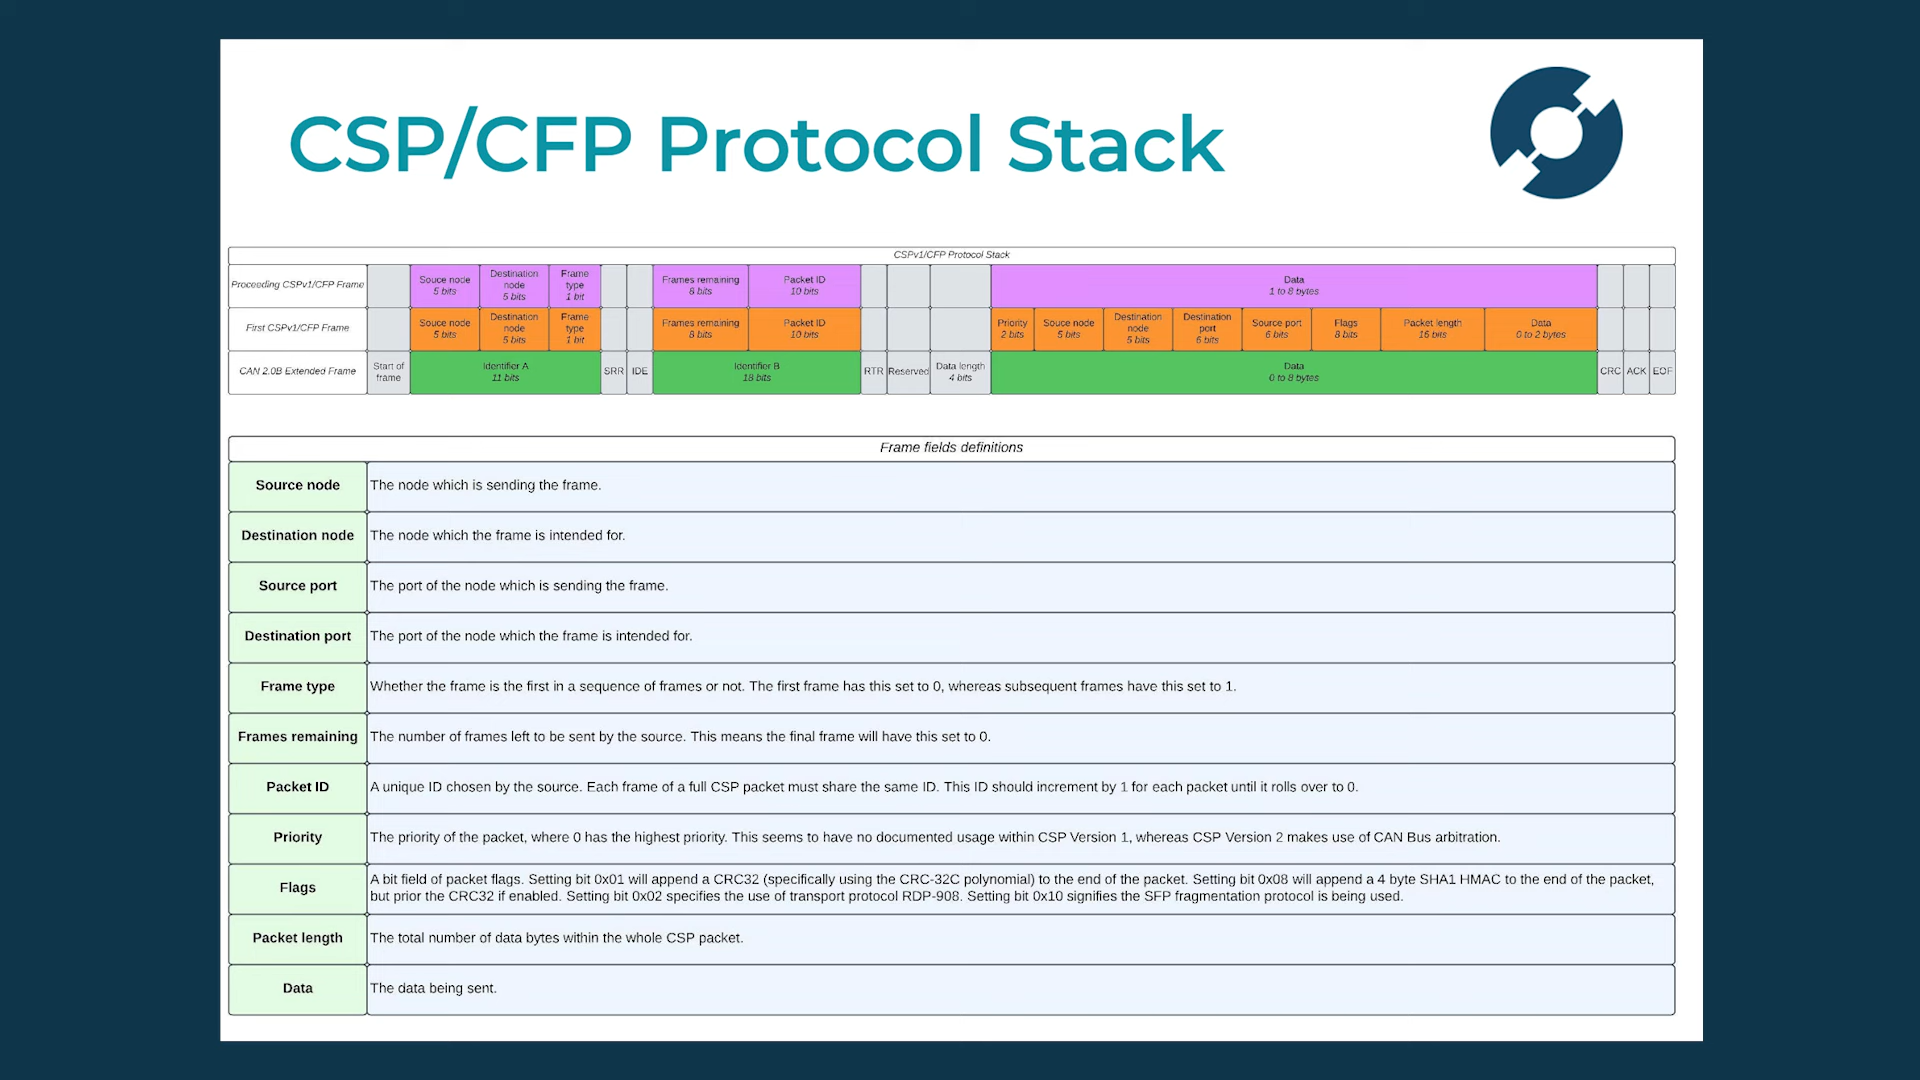 CSP/CFP Protocol Stack
CSPv1/CFP Protocol Stack
Proceeding CSPv1/CFP Frame
Souce node
5 bits
Destination
node
5 bits
Frame
type
1 bit
Frames remaining
8 bits
Packet ID
10 bits
Data
1 to 8 bytes
First CSPv1/CFP Frame
Souce node
5 bits
Destination
node
5 bits
Frame
type
1 bit
Frames remaining
8 bits
Packet ID
10 bits
Priority
2 bits
Souce node
5 bits
Destination
node
5 bits
Destination
port
6 bits
Source port
6 bits
Flags
8 bits
Packet length
16 bits
Data
0 to 2 bytes
CAN 2.0B Extended Frame
Start of
frame
Identifier A
11 bits
SRR
IDE
Identifier B
18 bits
RTR
Reserved
Data length
4 bits
Data
0 to 8 bytes
CRC
ACK
EOF
Frame fields definitions
Source node
The node which is sending the frame.
Destination node
The node which the frame is intended for.
Source port
The port of the node which is sending the frame.
Destination port
The port of the node which the frame is intended for.
Frame type
Whether the frame is the first in a sequence of frames or not. The first frame has this set to 0, whereas subsequent frames have this set to 1.
Frames remaining
The number of frames left to be sent by the source. This means the final frame will have this set to 0.
Packet ID
A unique ID chosen by the source. Each frame of a full CSP packet must share the same ID. This ID should increment by 1 for each packet until it rolls over to 0.
Priority
The priority of the packet, where 0 has the highest priority. This seems to have no documented usage within CSP Version 1, whereas CSP Version 2 makes use of CAN Bus arbitration.
Flags
A bit field of packet flags. Setting bit 0x01 will append a CRC32 (specifically using the CRC-32C polynomial) to the end of the packet. Setting bit 0x08 will append a 4 byte SHA1 HMAC to the end of the packet,
but prior the CRC32 if enabled. Setting bit 0x02 specifies the use of transport protocol RDP-908. Setting bit 0x10 signifies the SFP fragmentation protocol is being used.
Packet length
The total number of data bytes within the whole CSP packet.
Data
The data being sent.